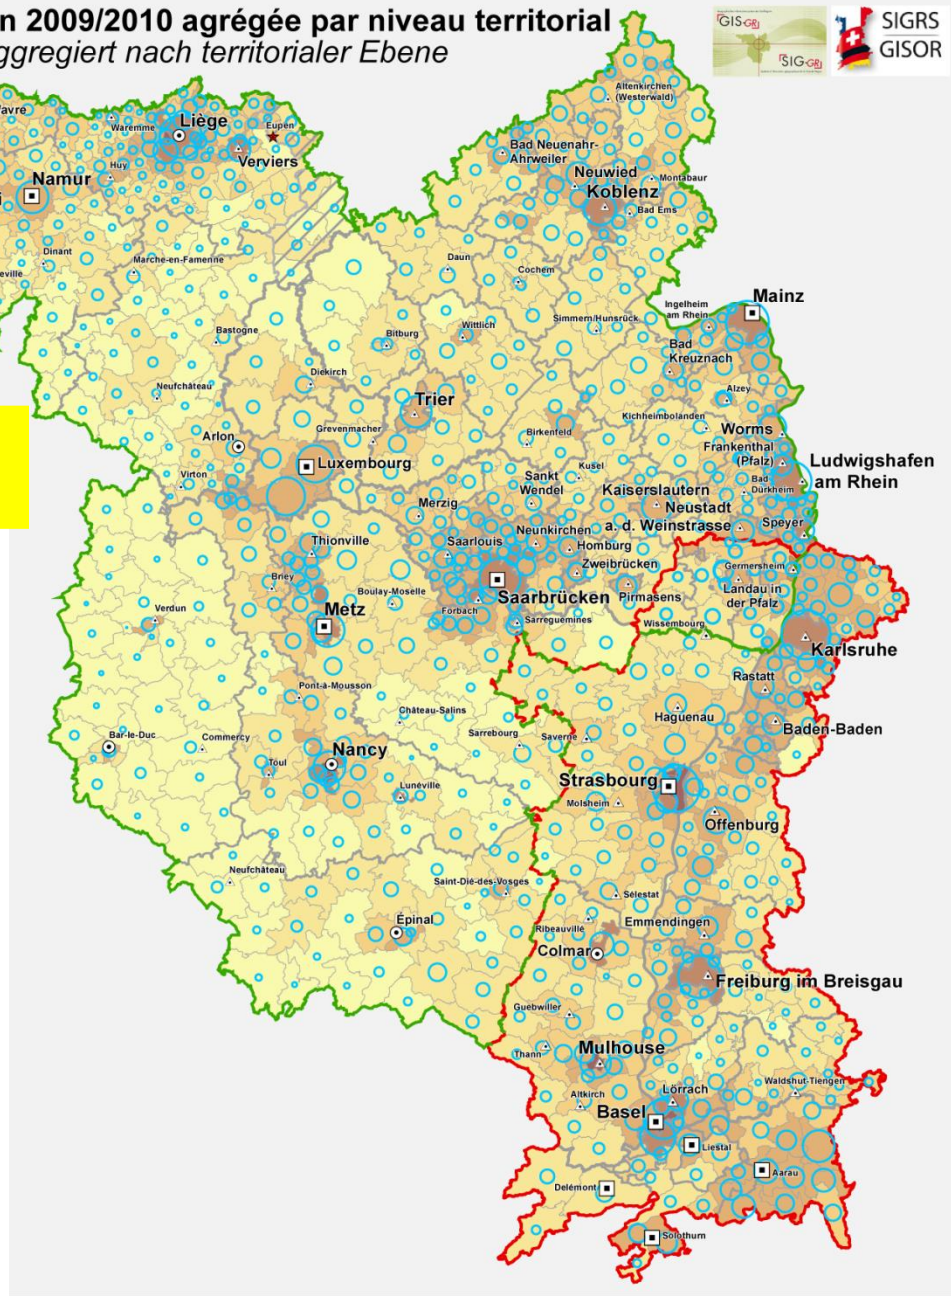 n 2009/2010 agrégée par niveau territorial
ggregiert nach territorialer Ebene
GIS-GR
SIG-GR
SIGRS
GISOR
Altenkirchen
(Westerwald)
Waremme
Liège
Eupen
Verviers
Huy
Namur
Bad Neuenahr-
Ahrweiler
Neuwied
Montabaur
Koblenz
Bad Ems
Dinant
Marche-en-Famenne
Daun
Cochem
Mainz
Ingelheim
am Rhein
Bastogne
Bitburg
Wittlich
Simmern/Hunsrück
Bad
Kreuznach
Diekirch
Neufchâteau
Trier
Alzey
Grevenmacher
Kichheimbolanden
Birkenfeld
Worms
Arlon
Frankenthal
(Pfalz)
Luxembourg
Kusel
Ludwigshafen
am Rhein
Virton
Sankt
Wendel
Bad
Dürkheim
Merzig
Kaiserslautern
Neustadt
a. d. Weinstrasse
Speyer
Thionville
Saarlouis
Neunkirchen
Homburg
Zweibrücken
Germersheim
Briey
Boulay-Moselle
Saarbrücken
Pirmasens
Landau in
der Pfalz
Verdun
Metz
Forbach
Sarreguemines
Wissembourg
Karlsruhe
Rastatt
Pont-à-Mousson
Château-Salins
Haguenau
Baden-Baden
Bar-le-Duc
Commercy
Sarrebourg
Saverne
Nancy
Toul
Strasbourg
Lunéville
Molsheim
Offenburg
Neufchâteau
Saint-Dié-des-Vosges
Sélestat
Épinal
Ribeauvillé
Emmendingen
Colmar
Freiburg im Breisgau
Guebwiller
Thann
Mulhouse
Altkirch
Lörrach
Waldshut-Tiengen
Basel
Liestal
Aarau
Delémont
Solothurn